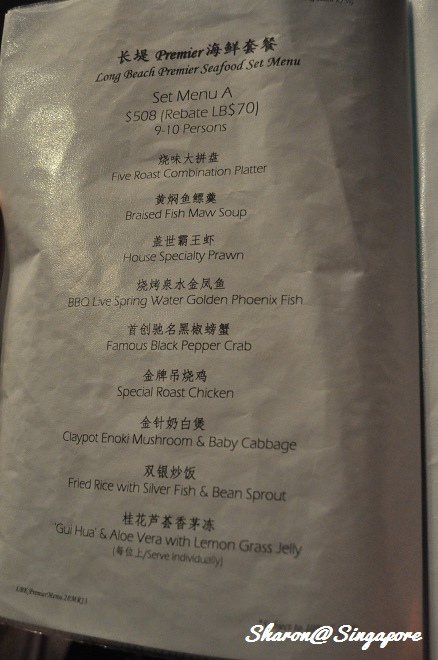 长堤 Premier 海鲜套餐
Long Beach Premier Seafood Set Menu
Set Menu A
$508 (Rebate LB$70)
9-10 Persons
烧味大拼盘
Five Roast Combination Platter
黄焖鱼鳔羹
Braised Fish Maw Soup
盖世霸王虾
House Specialty Prawn
烧烤泉水金凤鱼
BBQ Live Spring Water Golden Phoenix Fish
首创驰名黑椒螃蟹
Famous Black Pepper Crab
金牌吊烧鸡
Special Roast Chicken
金针奶白煲
Claypot Enoki Mushroom & Baby Cabbage
双银炒饭
Fried Rice with Silver Fish & Bean Sprout
桂花芦荟香茅冻
'Gui Hua' & Aloe Vera with Lemon Grass Jelly
(每位上/Serve Individually)
Sharon@Singapore